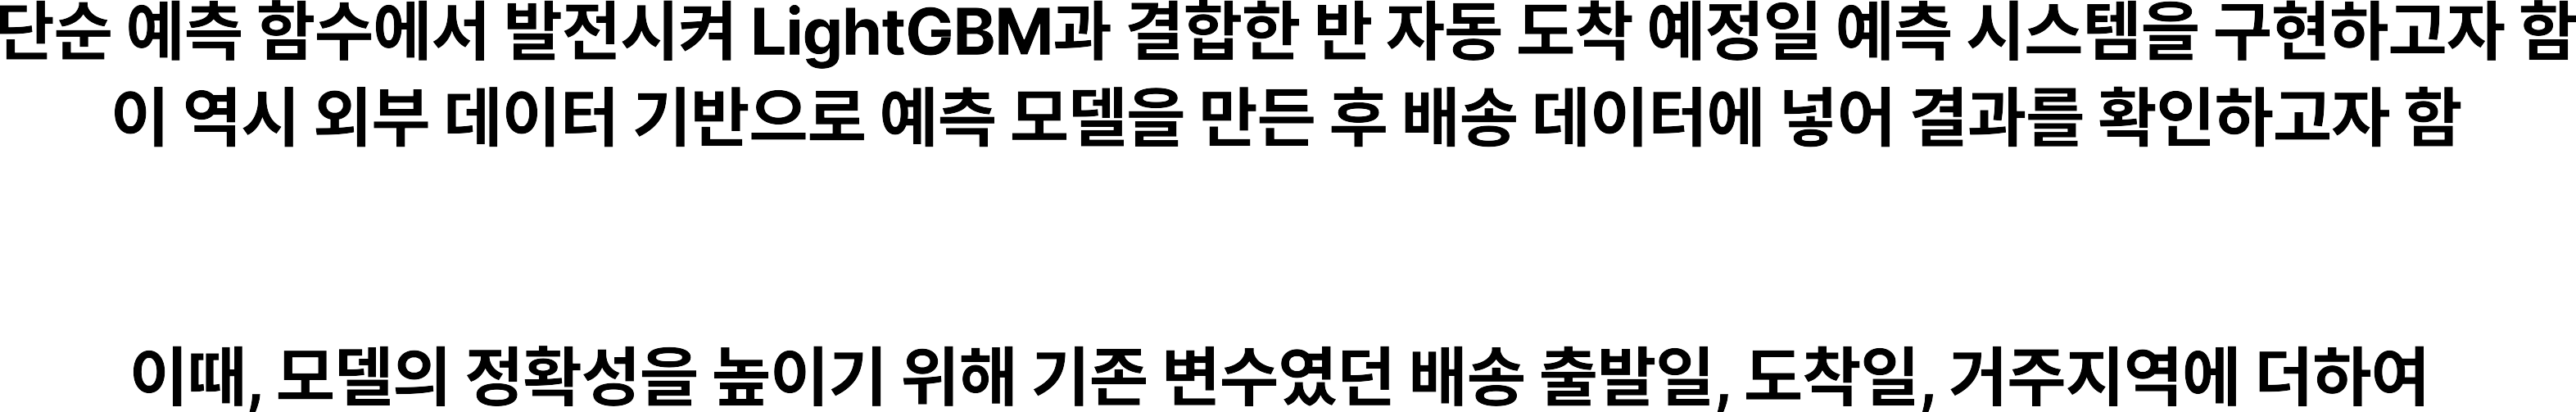 단순 예측 함수에서 발전시켜 LightGBM과 결합한 반 자동 도착 예정일 예측 시스템을 구현하고자 함
이 역시 외부 데이터 기반으로 예측 모델을 만든 후 배송 데이터에 넣어 결과를 확인하고자 함
이때, 모델의 정확성을 높이기 위해 기존 변수였던 배송 출발일, 도착일, 거주지역에 더하여